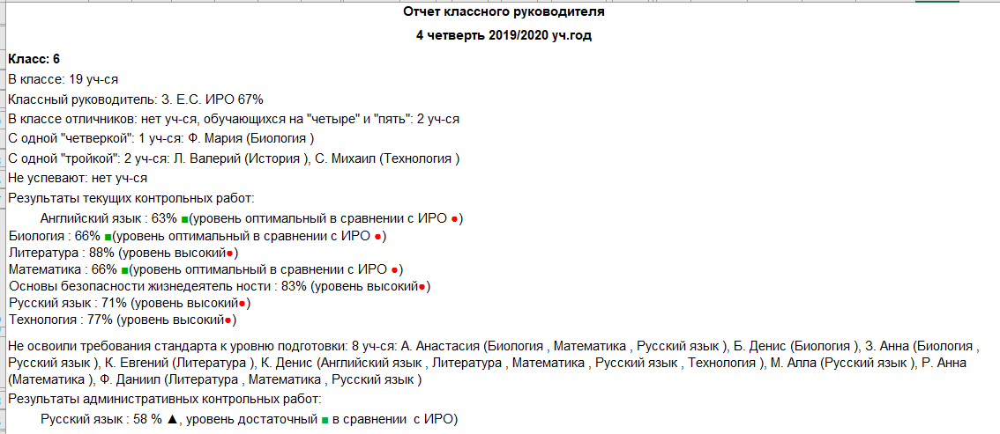 Отчет классного руководителя
4 четверть 2019/2020 уч.год
Класс: 6
В классе: 19 уч-ся
Классный руководитель: З. Е.С. ИРО 67%
В классе отличников: нет уч-ся, обучающихся на "четыре" и "пять": 2 уч-ся
С одной "четверкой": 1 уч-ся: Ф. Мария (Биология )
С одной "тройкой": 2 уч-ся: Л. Валерий (История ), С. Михаил (Технология )
Не успевают: нет уч-ся
Результаты текущих контрольных работ:
Английский язык : 63% ■(уровень оптимальный в сравнении с ИРО ●)
Биология : 66% ■(уровень оптимальный в сравнении с ИРО ●)
Литература : 88% (уровень высокий●)
Математика : 66% ■(уровень оптимальный в сравнении с ИРО ●)
Основы безопасности жизнедеятель ности : 83% (уровень высокий●)
Русский язык : 71% (уровень высокий●)
Технология : 77% (уровень высокий●)
Не освоили требования стандарта к уровню подготовки: 8 уч-ся: А. Анастасия (Биология , Математика , Русский язык ), Б. Денис (Биология ), З. Анна (Биология ,
Русский язык ), К. Евгений (Литература ), К. Денис (Английский язык , Литература , Математика , Русский язык , Технология ), М. Алла (Русский язык ), Р. Анна
(Математика ), Ф. Даниил (Литература , Математика , Русский язык )
Результаты административных контрольных работ:
Русский язык : 58 % ▲, уровень достаточный ■ в сравнении с ИРО)